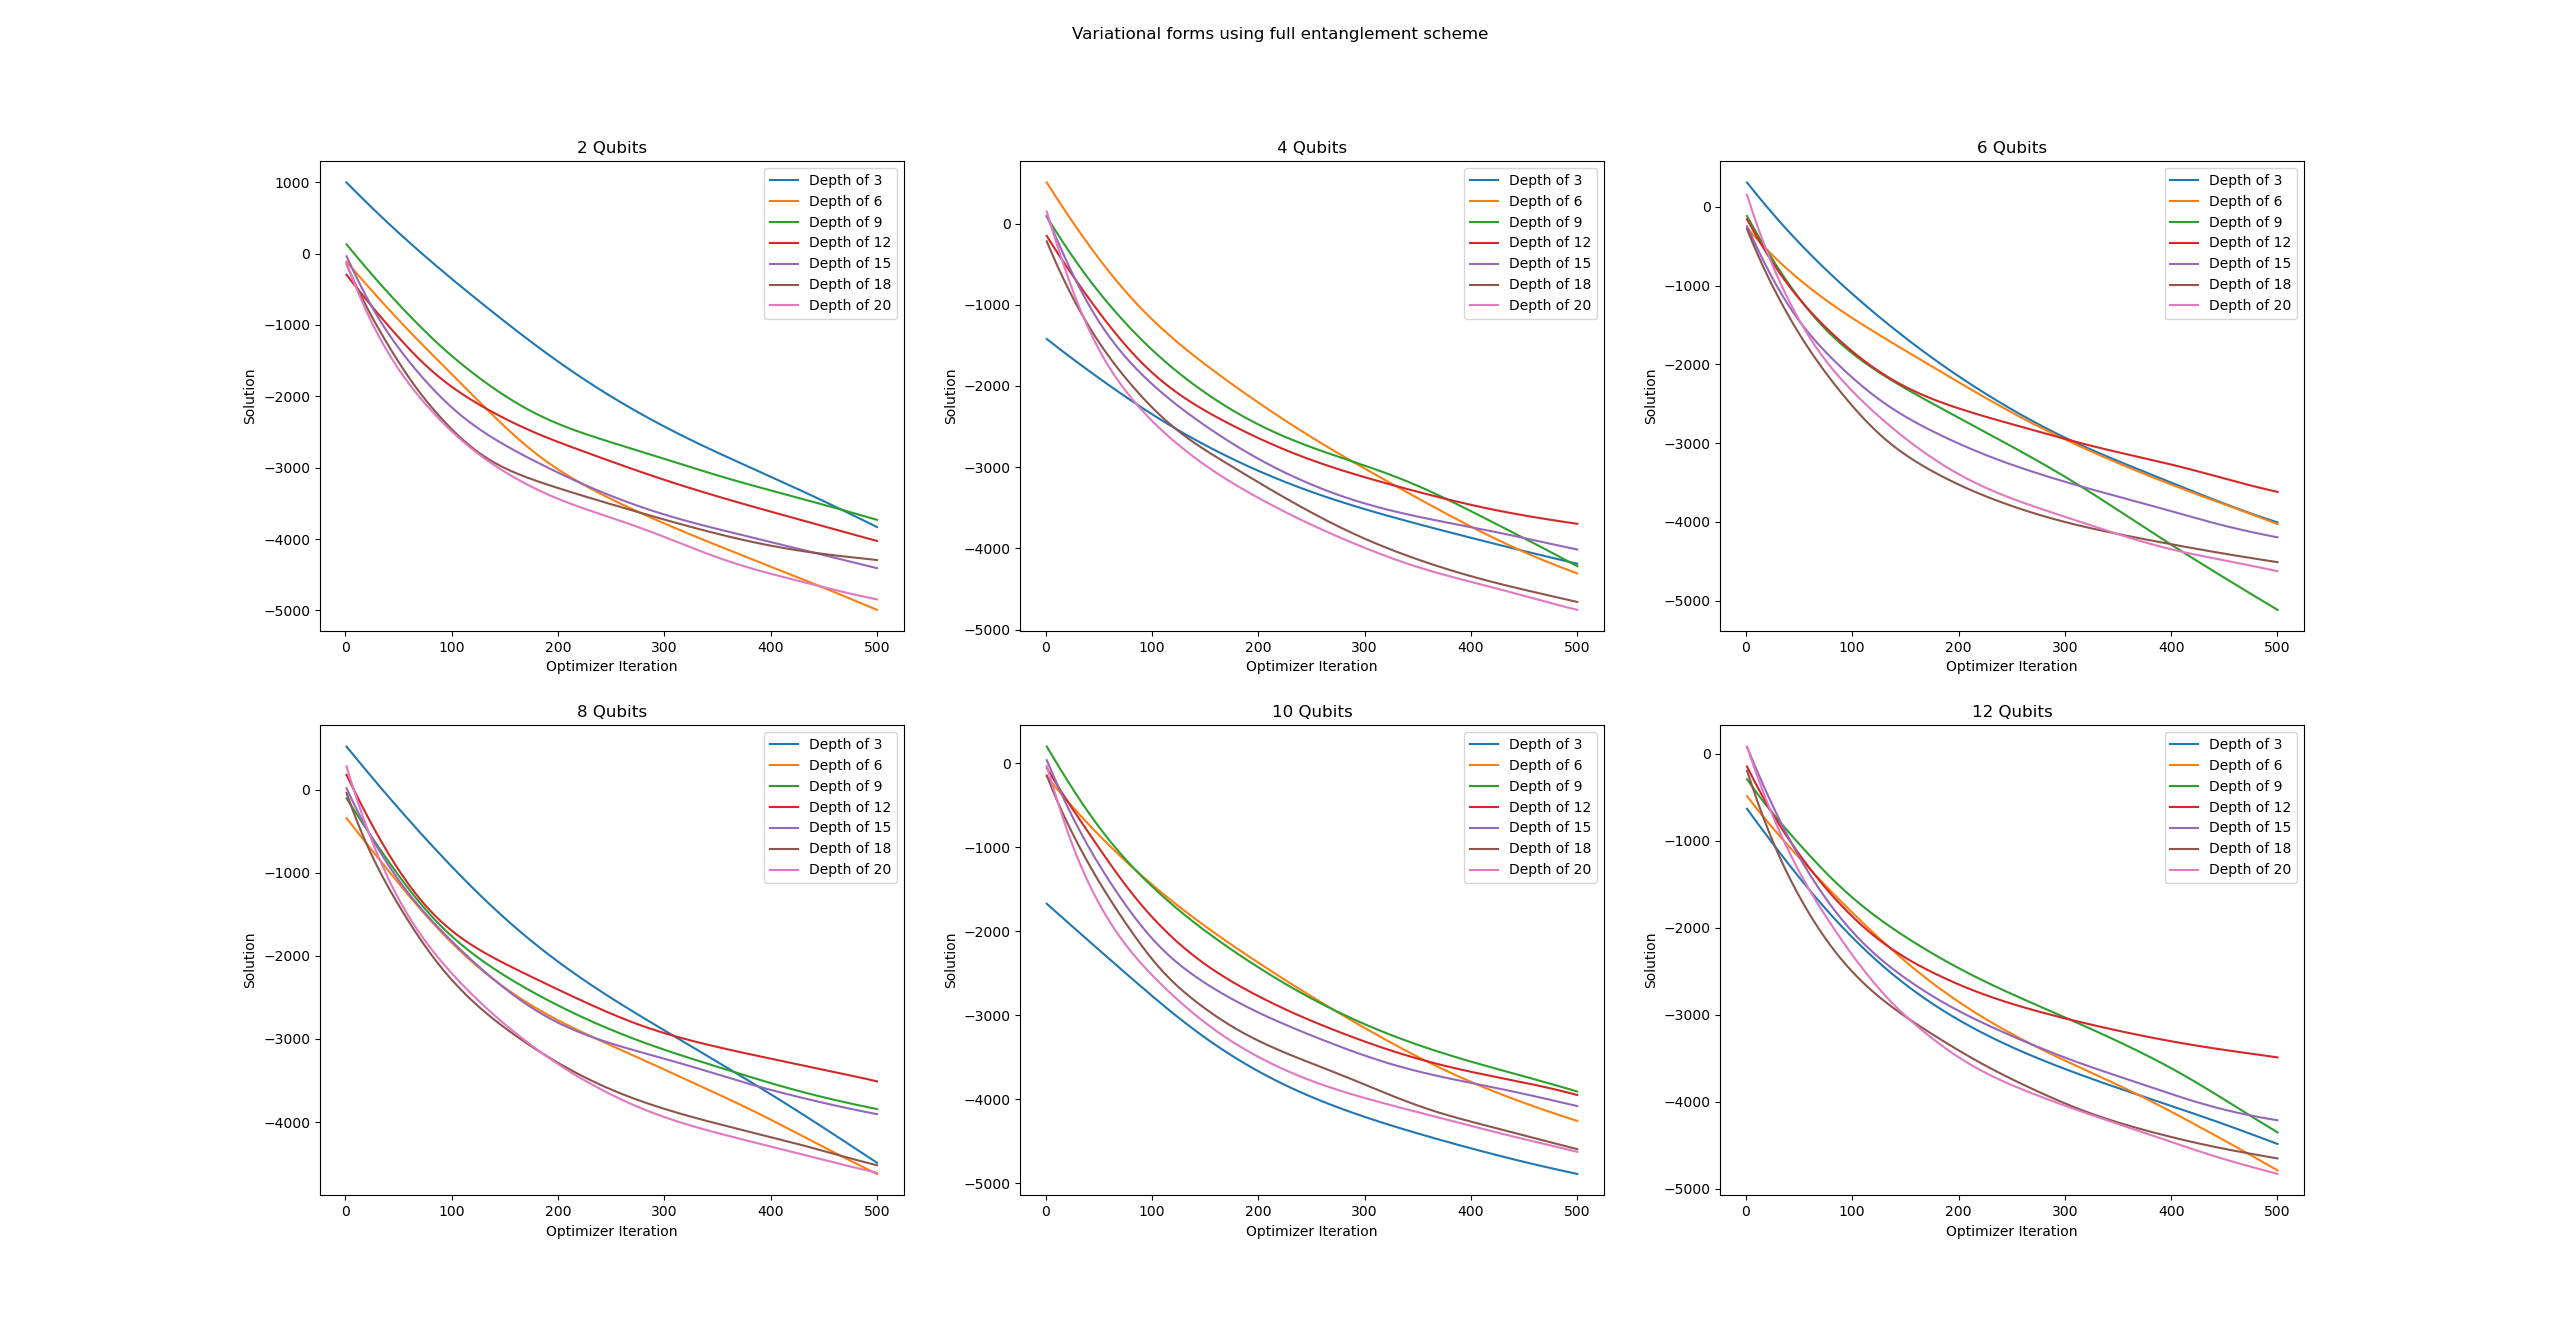 Variational forms using full entanglement scheme
2 Qubits
1000
0
−1000
−2000
−3000
−4000
−5000
Solution
0 100 200 300 400 500
Optimizer Iteration
Depth of 3
Depth of 6
Depth of 9
Depth of 12
Depth of 15
Depth of 18
Depth of 20
4 Qubits
0
−1000
−2000
−3000
−4000
−5000
Solution
0 100 200 300 400 500
Optimizer Iteration
Depth of 3
Depth of 6
Depth of 9
Depth of 12
Depth of 15
Depth of 18
Depth of 20
6 Qubits
0
−1000
−2000
−3000
−4000
−5000
Solution
0 100 200 300 400 500
Optimizer Iteration
Depth of 3
Depth of 6
Depth of 9
Depth of 12
Depth of 15
Depth of 18
Depth of 20
8 Qubits
0
−1000
−2000
−3000
−4000
Solution
0 100 200 300 400 500
Optimizer Iteration
Depth of 3
Depth of 6
Depth of 9
Depth of 12
Depth of 15
Depth of 18
Depth of 20
10 Qubits
0
−1000
−2000
−3000
−4000
−5000
Solution
0 100 200 300 400 500
Optimizer Iteration
Depth of 3
Depth of 6
Depth of 9
Depth of 12
Depth of 15
Depth of 18
Depth of 20
12 Qubits
0
−1000
−2000
−3000
−4000
−5000
Solution
0 100 200 300 400 500
Optimizer Iteration
Depth of 3
Depth of 6
Depth of 9
Depth of 12
Depth of 15
Depth of 18
Depth of 20